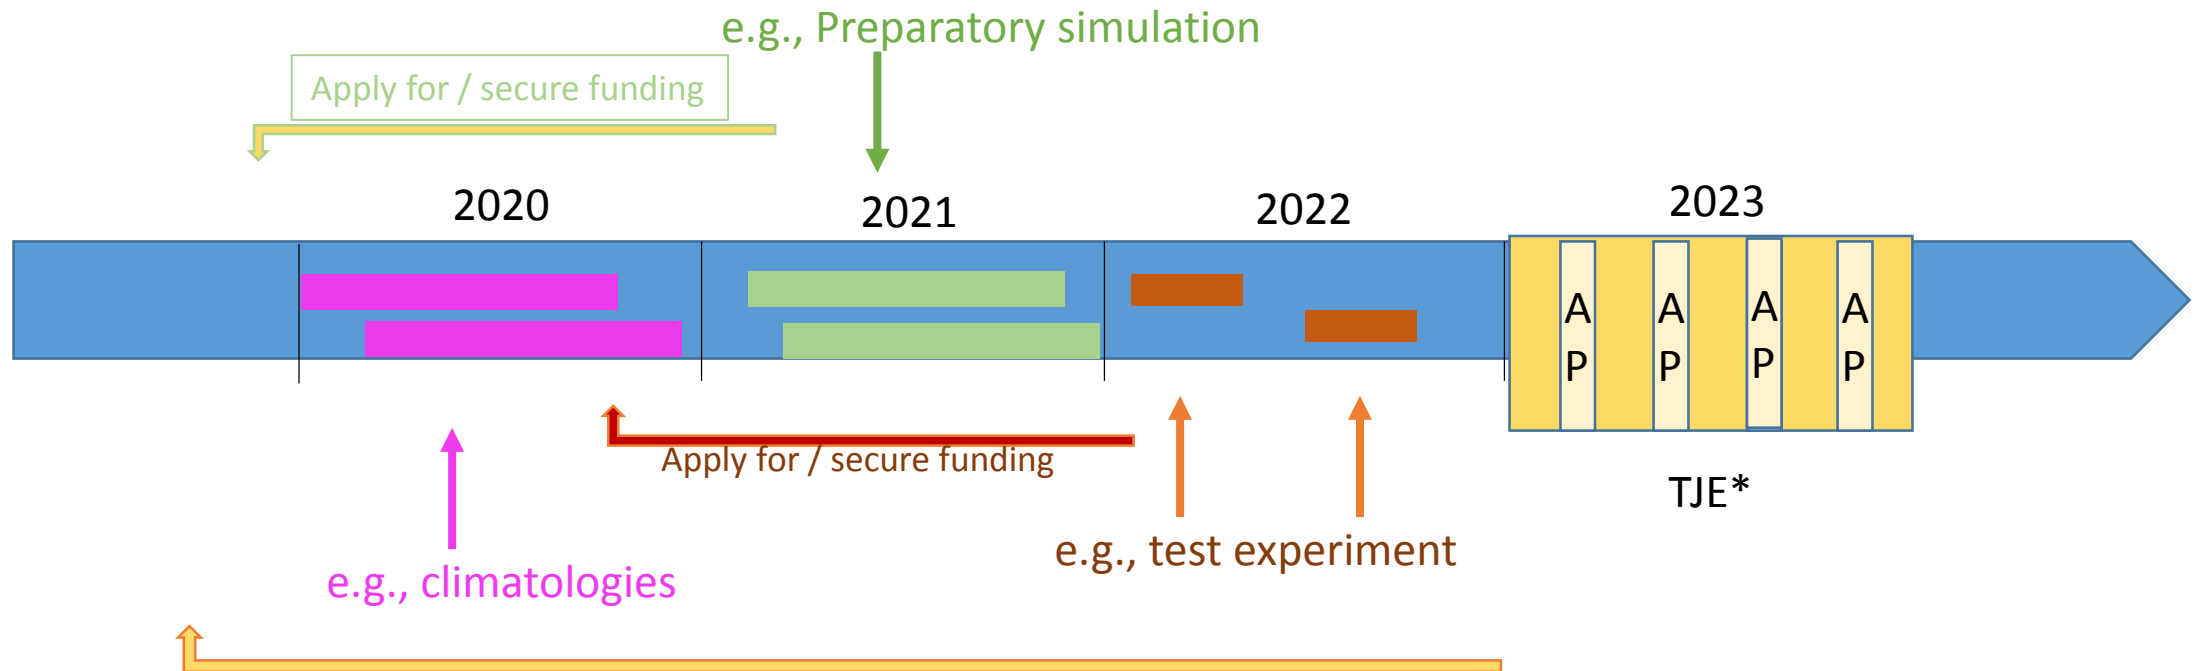 e.g., Preparatory simulation
Apply for / secure funding
2020
2021
2022
2023
A
P
A
P
A
P
A
P
Apply for / secure funding
TJE*
e.g., test experiment
e.g., climatologies